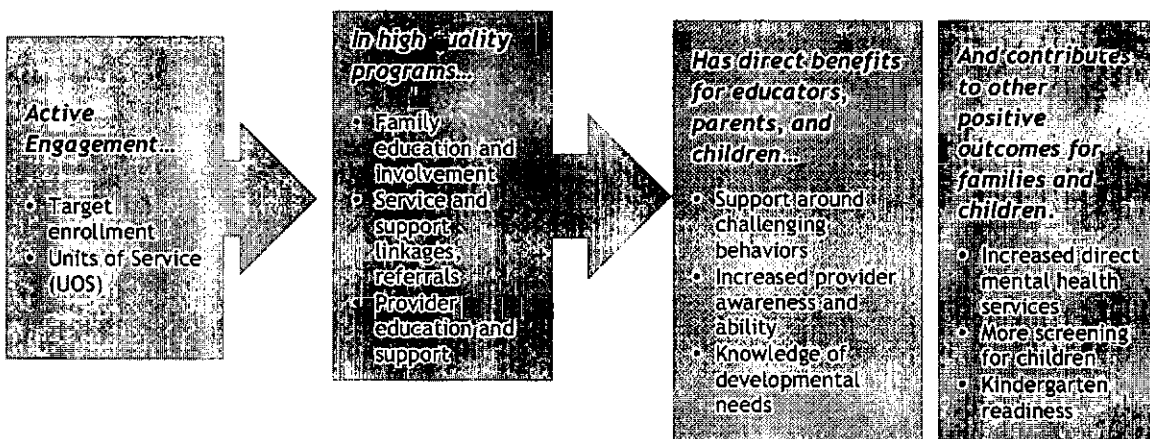 Active
Engagement...
• Target
enrollment
• Units of Service
(UOS)
In high quality
programs...
• Family
education and
involvement
• Service and
support
linkages,
referrals
• Provider
education and
support
Has direct benefits
for educators,
parents, and
children...
• Support around
challenging
behaviors
• Increased provider
awareness and
ability
• Knowledge of
developmental
needs
And contributes
to other
positive
outcomes for
families and
children.
• Increased direct
mental health
services
• More screening
for children
• Kindergarten
readiness